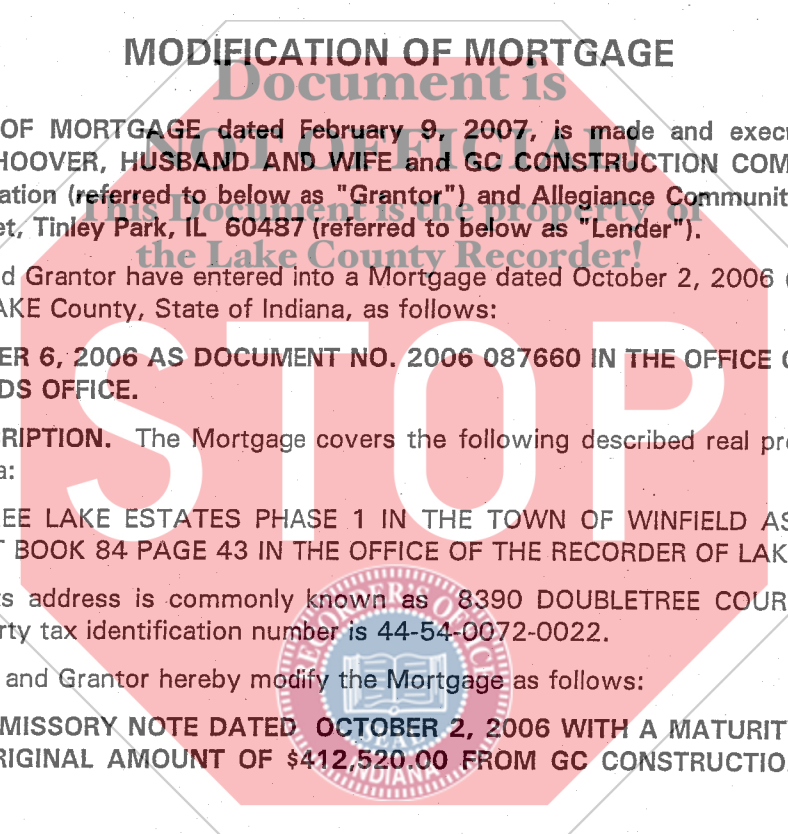 MODIFICATION OF MORTGAGE
Document is
OF MORTGAGE dated February 9, 2007, is made and execu
NOT OFFICIAL!
HOOVER, HUSBAND AND WIFE and GC CONSTRUCTION COM
ation (referred to below as "Grantor") and Allegiance Communit
This Document is the property of
et, Tinley Park, IL 60487 (referred to below as "Lender").
the Lake County Recorder!
d Grantor have entered into a Mortgage dated October 2, 2006 (
AKE County, State of Indiana, as follows:
ER 6, 2006 AS DOCUMENT NO. 2006 087660 IN THE OFFICE O
DS OFFICE.
STOP
RIPTION. The Mortgage covers the following described real pro
a:
EE LAKE ESTATES PHASE 1 IN THE TOWN OF WINFIELD AS
T BOOK 84 PAGE 43 IN THE OFFICE OF THE RECORDER OF LAK
ts address is commonly known as 8390 DOUBLETREE COUR
rty tax identification number is 44-54-0072-0022.
and Grantor hereby modify the Mortgage as follows:
MISSORY NOTE DATED OCTOBER 2, 2006 WITH A MATURIT
RIGINAL AMOUNT OF $412,520.00 FROM GC CONSTRUCTIO
INDIANA